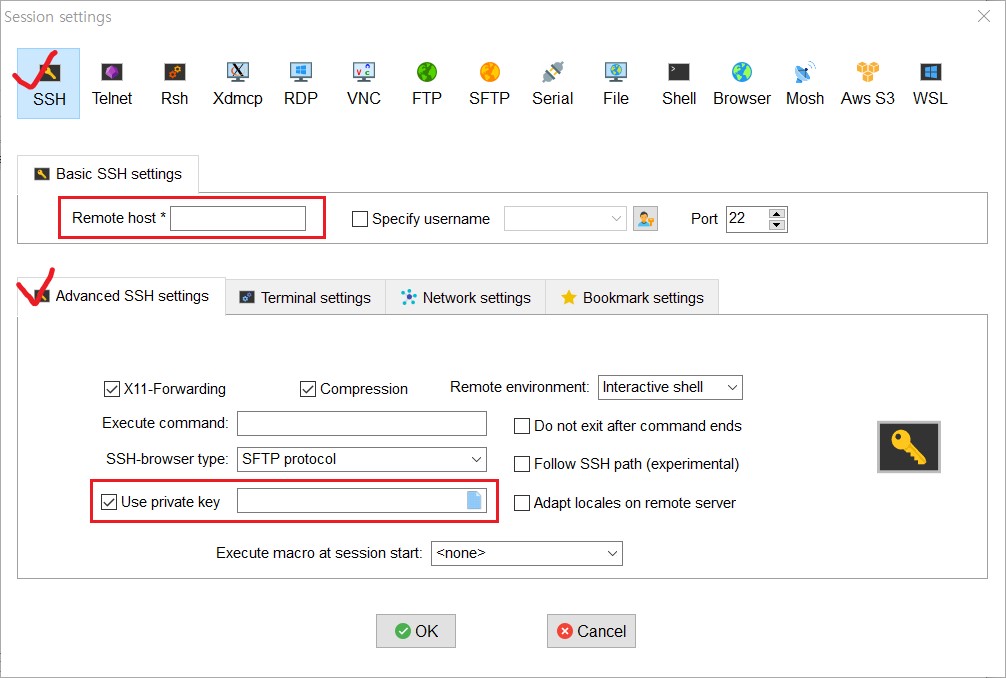 Session settings
SSH Telnet Rsh Xdmcp RDP VNC FTP SFTP Serial File Shell Browser Mosh Aws S3 WSL
Basic SSH settings
Remote host * Specify username Port 22
Advanced SSH settings Terminal settings Network settings Bookmark settings
X11-Forwarding Compression Remote environment: Interactive shell
Execute command: Do not exit after command ends
SSH-browser type: SFTP protocol Follow SSH path (experimental)
Use private key Adapt locales on remote server
Execute macro at session start: <none>
OK Cancel